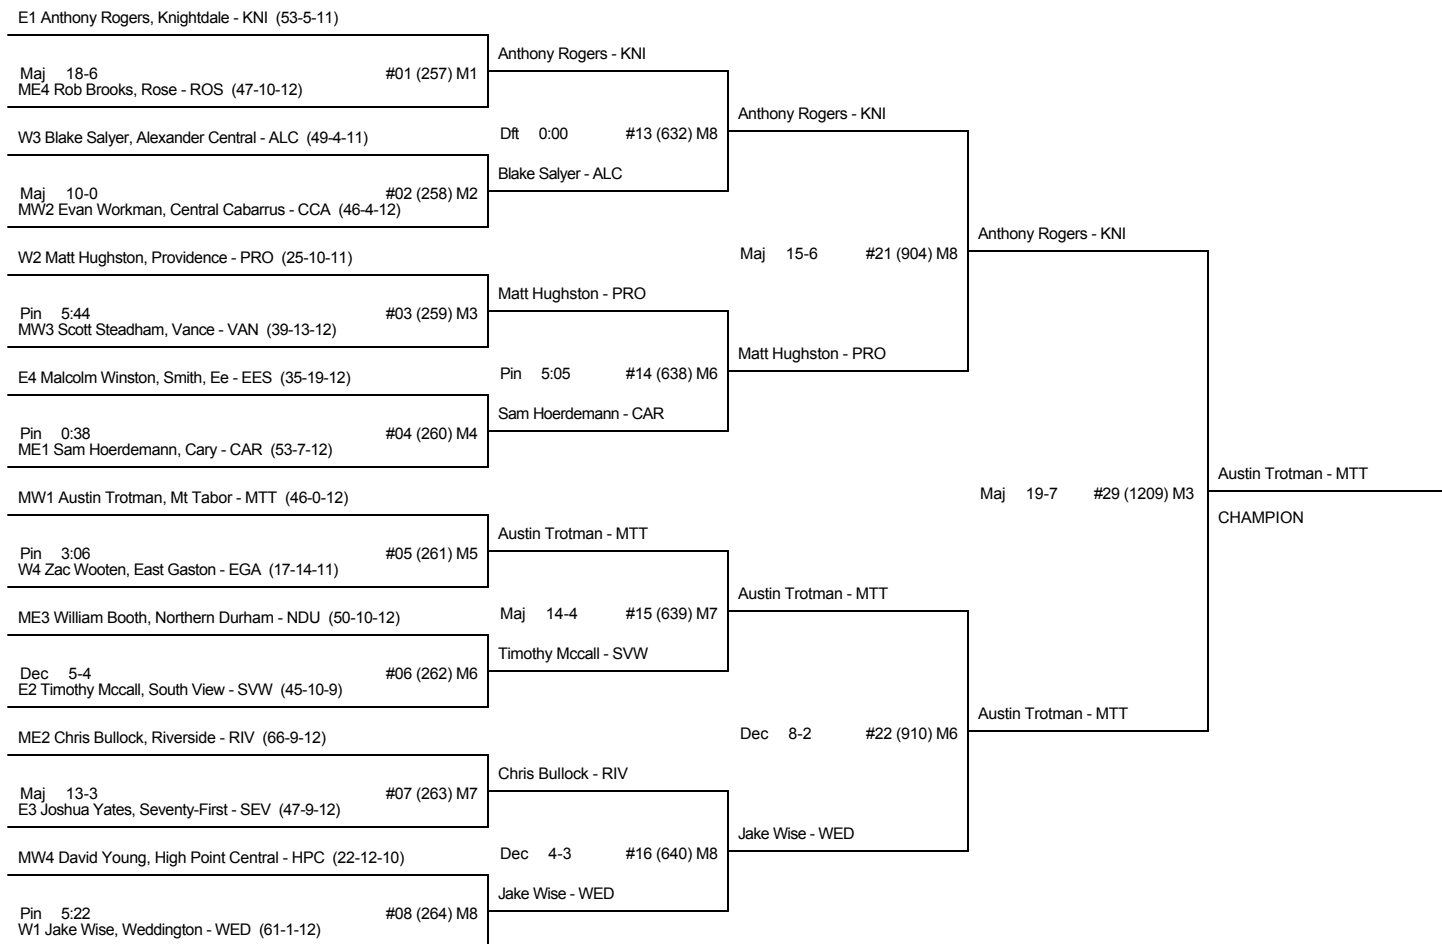 E1 Anthony Rogers, Knightdale - KNI (53-5-11)
Anthony Rogers - KNI
Maj 18-6 #01 (257) M1
ME4 Rob Brooks, Rose - ROS (47-10-12)
Anthony Rogers - KNI
W3 Blake Salyer, Alexander Central - ALC (49-4-11)
Dft 0:00 #13 (632) M8
Blake Salyer - ALC
Maj 10-0 #02 (258) M2
MW2 Evan Workman, Central Cabarrus - CCA (46-4-12)
Anthony Rogers - KNI
W2 Matt Hughston, Providence - PRO (25-10-11)
Maj 15-6 #21 (904) M8
Matt Hughston - PRO
Pin 5:44 #03 (259) M3
MW3 Scott Steadham, Vance - VAN (39-13-12)
Matt Hughston - PRO
E4 Malcolm Winston, Smith, Ee - EES (35-19-12)
Pin 5:05 #14 (638) M6
Sam Hoerdemann - CAR
Pin 0:38 #04 (260) M4
ME1 Sam Hoerdemann, Cary - CAR (53-7-12)
Austin Trotman - MTT
MW1 Austin Trotman, Mt Tabor - MTT (46-0-12)
Maj 19-7 #29 (1209) M3
CHAMPION
Austin Trotman - MTT
Pin 3:06 #05 (261) M5
W4 Zac Wooten, East Gaston - EGA (17-14-11)
Austin Trotman - MTT
ME3 William Booth, Northern Durham - NDU (50-10-12)
Maj 14-4 #15 (639) M7
Timothy Mccall - SVW
Dec 5-4 #06 (262) M6
E2 Timothy Mccall, South View - SVW (45-10-9)
Austin Trotman - MTT
ME2 Chris Bullock, Riverside - RIV (66-9-12)
Dec 8-2 #22 (910) M6
Chris Bullock - RIV
Maj 13-3 #07 (263) M7
E3 Joshua Yates, Seventy-First - SEV (47-9-12)
Jake Wise - WED
MW4 David Young, High Point Central - HPC (22-12-10)
Dec 4-3 #16 (640) M8
Jake Wise - WED
Pin 5:22 #08 (264) M8
W1 Jake Wise, Weddington - WED (61-1-12)